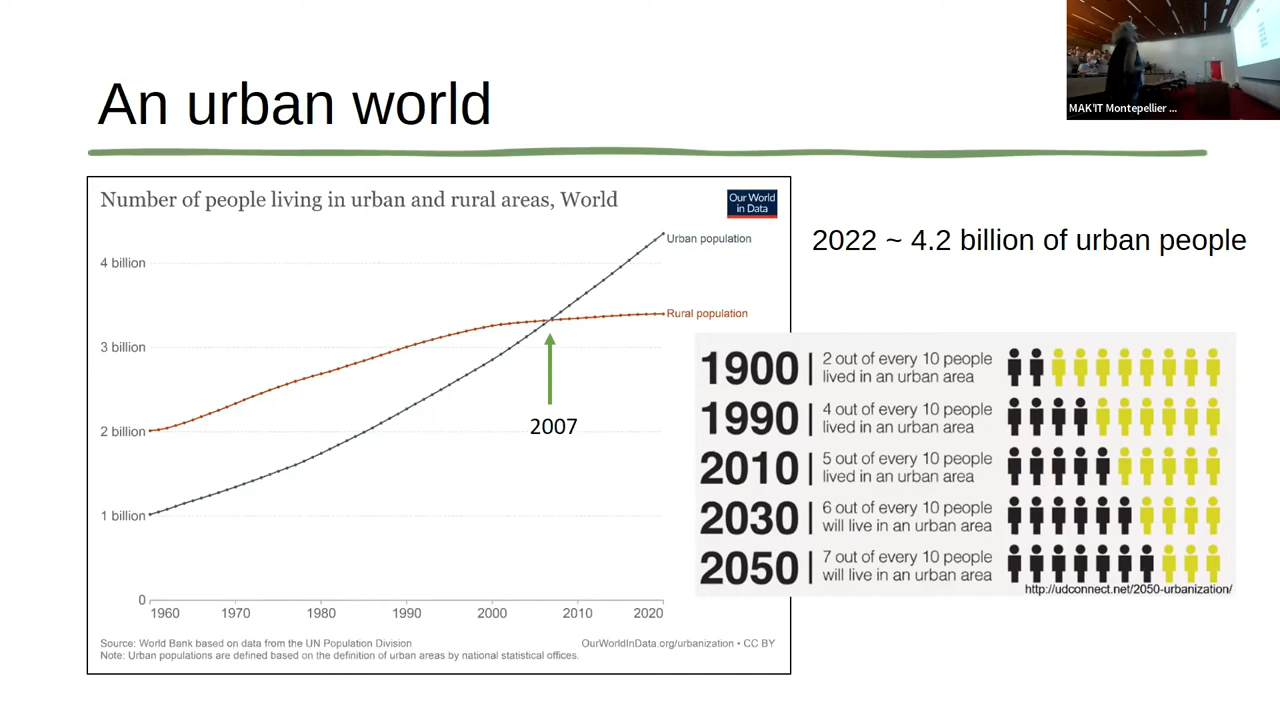 An urban world
MAK'IT Montepellier ...
Number of people living in urban and rural areas, World
Our World
in Data
Urban population
4 billion
Rural population
3 billion
2007
2 billion
1 billion
0
1960 1970 1980 1990 2000 2010 2020
Source: World Bank based on data from the UN Population Division
OurWorldInData.org/urbanization • CC BY
Note: Urban populations are defined based on the definition of urban areas by national statistical offices.
2022 ~ 4.2 billion of urban people
1900 | 2 out of every 10 people
lived in an urban area
1990 | 4 out of every 10 people
lived in an urban area
2010 | 5 out of every 10 people
lived in an urban area
2030 | 6 out of every 10 people
will live in an urban area
2050 | 7 out of every 10 people
will live in an urban area
http://udconnect.net/2050-urbanization/